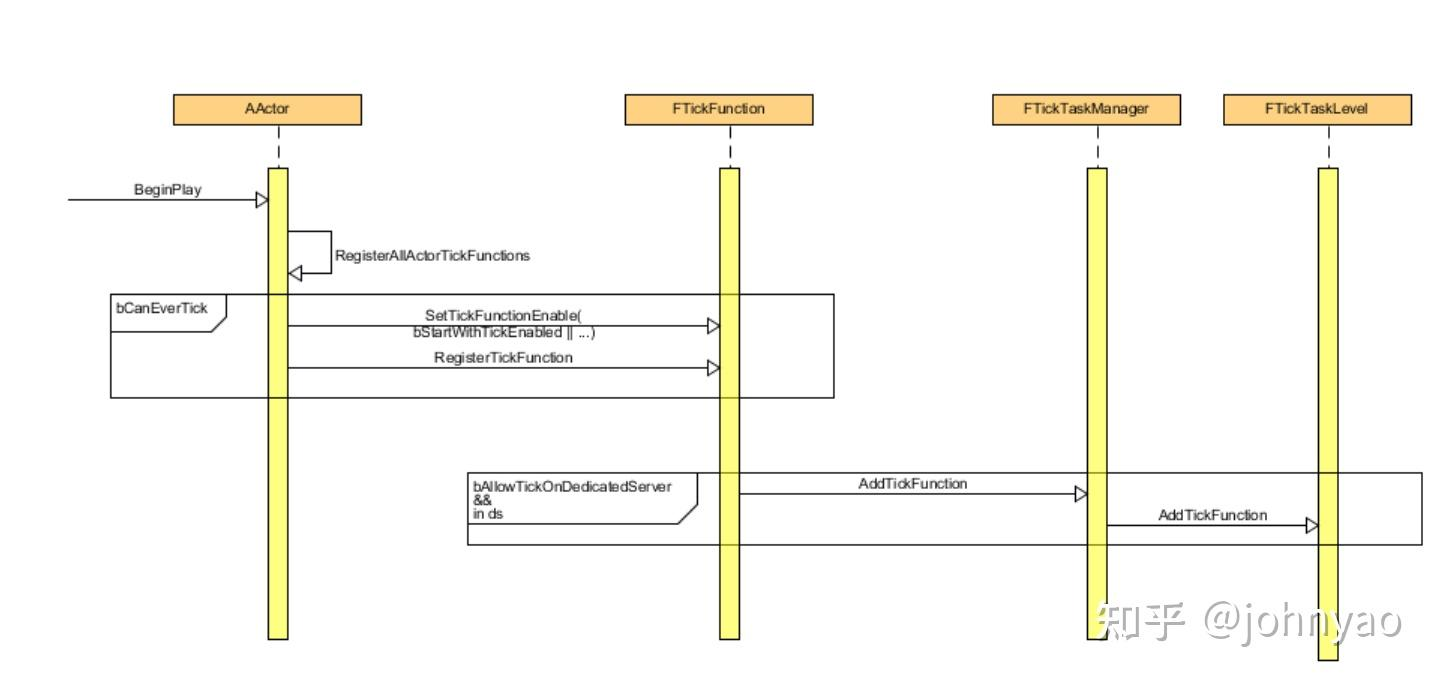 AActor
FTickFunction
FTickTaskManager
FTickTaskLevel
BeginPlay
RegisterAllActorTickFunctions
bCanEverTick
SetTickFunctionEnable(
bStartWithTickEnabled || ...)
RegisterTickFunction
bAllowTickOnDedicatedServer
&&
in ds
AddTickFunction
AddTickFunction
知乎 @johnyao